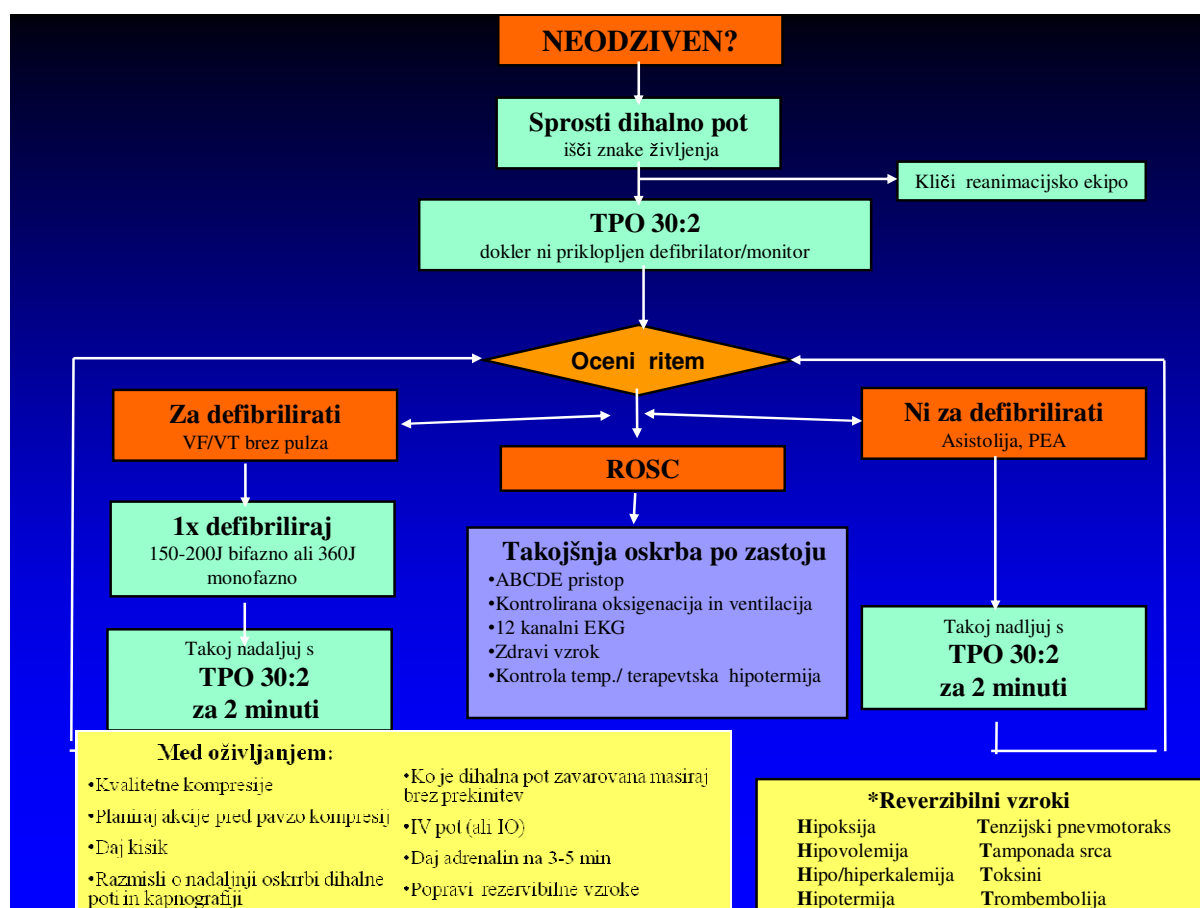 NEODZIVEN?
Sprosti dihalno pot
išči znake življenja
Kliči reanimacijsko ekipo
TPO 30:2
dokler ni priklopljen defibrilator/monitor
Oceni ritem
Za defibrilirati
VF/VT brez pulza
Ni za defibrilirati
Asistolija, PEA
ROSC
1x defibriliraj
150-200J bifazno ali 360J
monofazno
Takojšnja oskrba po zastoju
•ABCDE pristop
•Kontrolirana oksigenacija in ventilacija
•12 kanalni EKG
•Zdravi vzrok
•Kontrola temp./ terapevtska hipotermija
Takoj nadaljuj s
TPO 30:2
za 2 minuti
Takoj nadljuj s
TPO 30:2
za 2 minuti
Med oživljanjem:
•Kvalitetne kompresije
•Planiraj akcije pred pavzo kompresij
•Daj kisik
•Razmisli o nadaljnji oskrrbi dihalne
poti in kapnografiji
•Ko je dihalna pot zavarovana masiraj
brez prekinitev
•IV pot (ali IO)
•Daj adrenalin na 3-5 min
•Popravi rezervibilne vzroke
*Reverzibilni vzroki
Hipoksija
Hipovolemija
Hipo/hiperkalemija
Hipotermija
Tenzijski pnevmotoraks
Tamponada srca
Toksini
Trombembolija